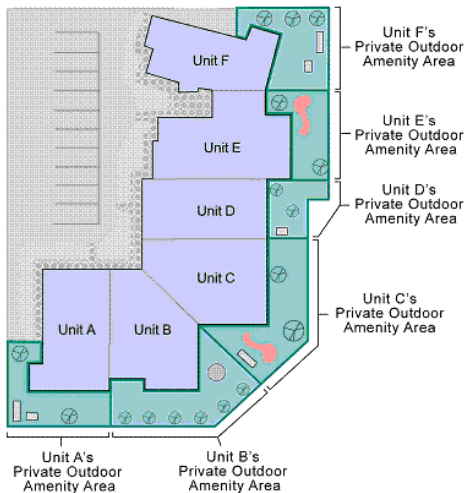 Unit F
Unit F's
Private Outdoor
Amenity Area
Unit E
Unit E's
Private Outdoor
Amenity Area
Unit D
Unit D's
Private Outdoor
Amenity Area
Unit C
Unit C's
Private Outdoor
Amenity Area
Unit A
Unit B
Unit A's
Private Outdoor
Amenity Area
Unit B's
Private Outdoor
Amenity Area